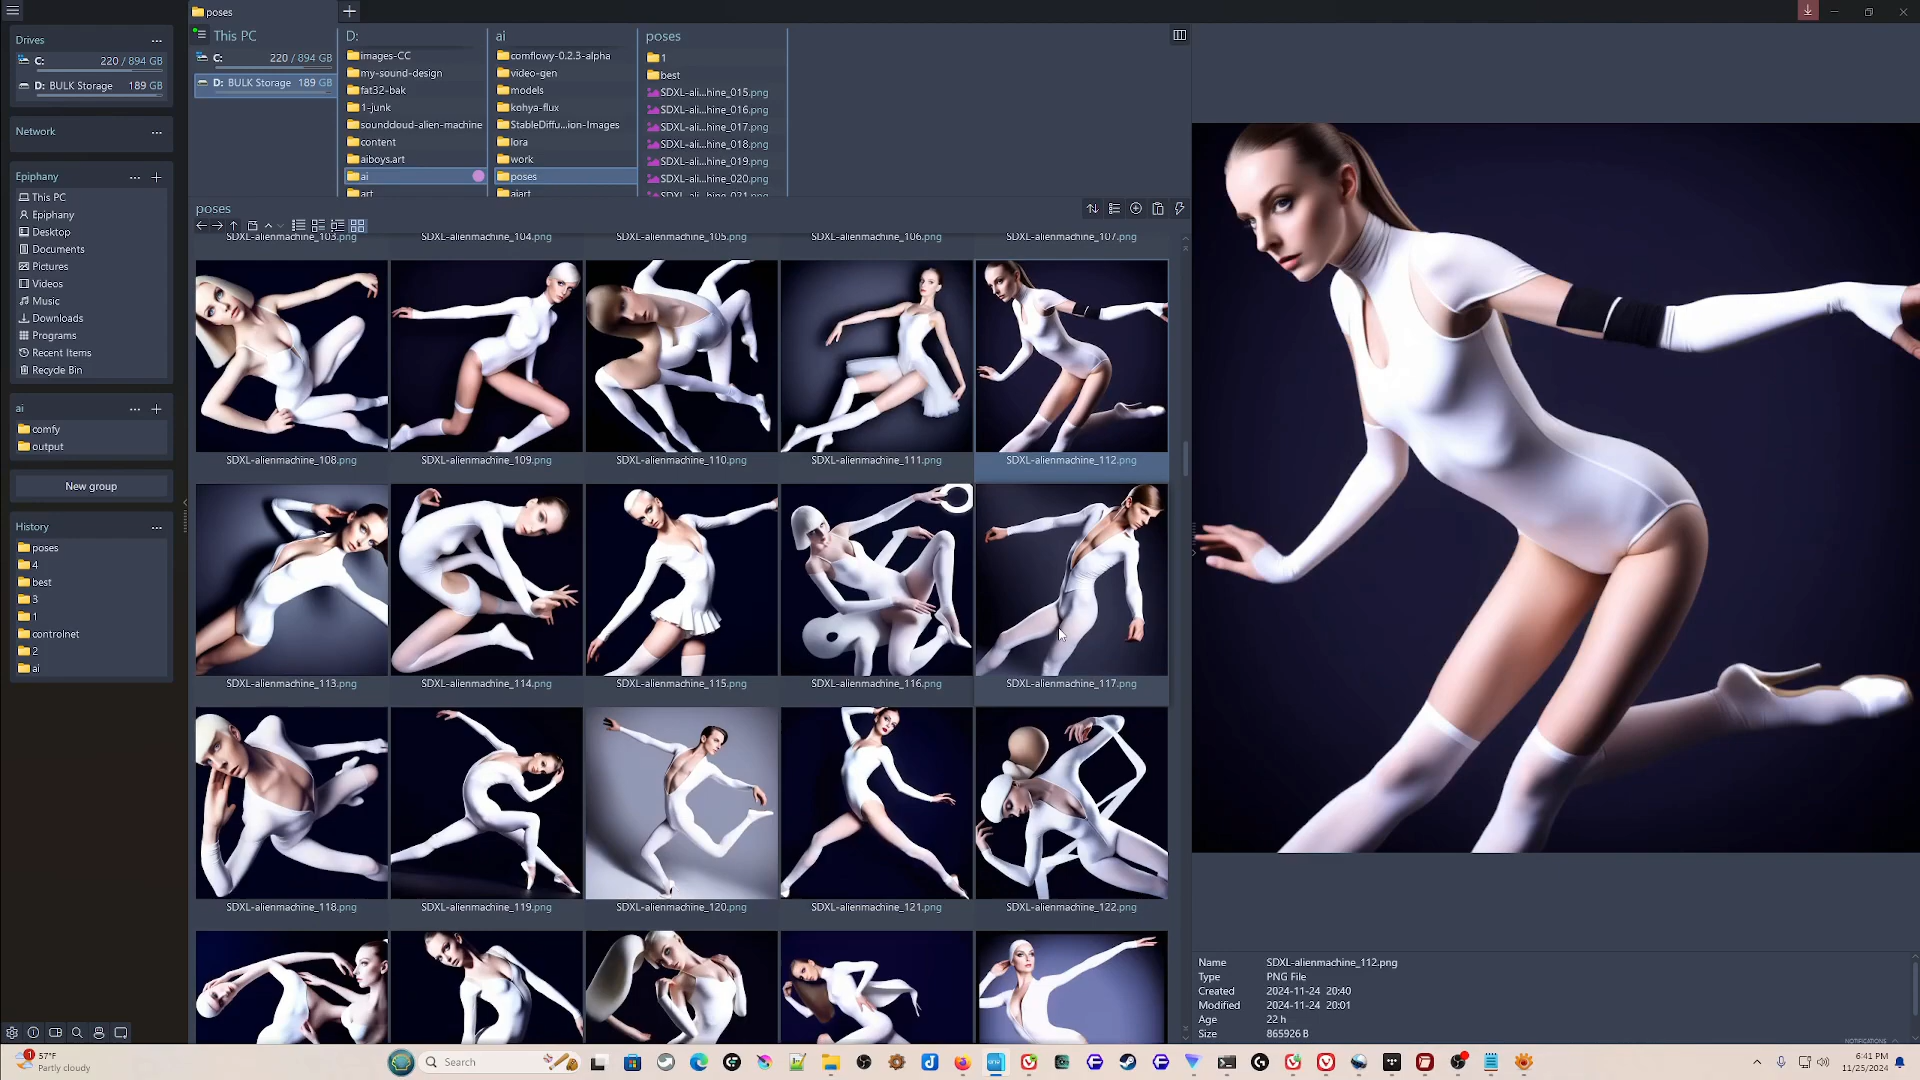 poses
Drives
...
C:
220 / 894 GB
D: BULK Storage
189 GB
Network
...
Epiphany
...
This PC
Epiphany
Desktop
Documents
Pictures
Videos
Music
Downloads
Programs
Recent Items
Recycle Bin
ai
...
comfy
output
New group
History
...
poses
4
best
3
1
controlnet
2
ai
This PC
C:
220 / 894 GB
D: BULK Storage
189 GB
D:
images-CC
my-sound-design
fat32-bak
1-junk
soundcloud-alien-machine
content
aiboys.art
ai
art
ai
comflowy-0.2.3-alpha
video-gen
models
kohya-flux
StableDiffu...ion-Images
lora
work
poses
aiart
poses
1
best
SDXL-ali...hine_015.png
SDXL-ali...hine_016.png
SDXL-ali...hine_017.png
SDXL-ali...hine_018.png
SDXL-ali...hine_019.png
SDXL-ali...hine_020.png
SDXL-ali...hine_021.png
poses
SDXL-alienmachine_103.png
SDXL-alienmachine_104.png
SDXL-alienmachine_105.png
SDXL-alienmachine_106.png
SDXL-alienmachine_107.png
SDXL-alienmachine_108.png
SDXL-alienmachine_109.png
SDXL-alienmachine_110.png
SDXL-alienmachine_111.png
SDXL-alienmachine_112.png
SDXL-alienmachine_113.png
SDXL-alienmachine_114.png
SDXL-alienmachine_115.png
SDXL-alienmachine_116.png
SDXL-alienmachine_117.png
SDXL-alienmachine_118.png
SDXL-alienmachine_119.png
SDXL-alienmachine_120.png
SDXL-alienmachine_121.png
SDXL-alienmachine_122.png
Name SDXL-alienmachine_112.png
Type PNG File
Created 2024-11-24 20:40
Modified 2024-11-24 20:01
Age 22 h
Size 865926 B
NOTIFICATIONS
1
57°F
Partly cloudy
Search
6:41 PM
11/25/2024